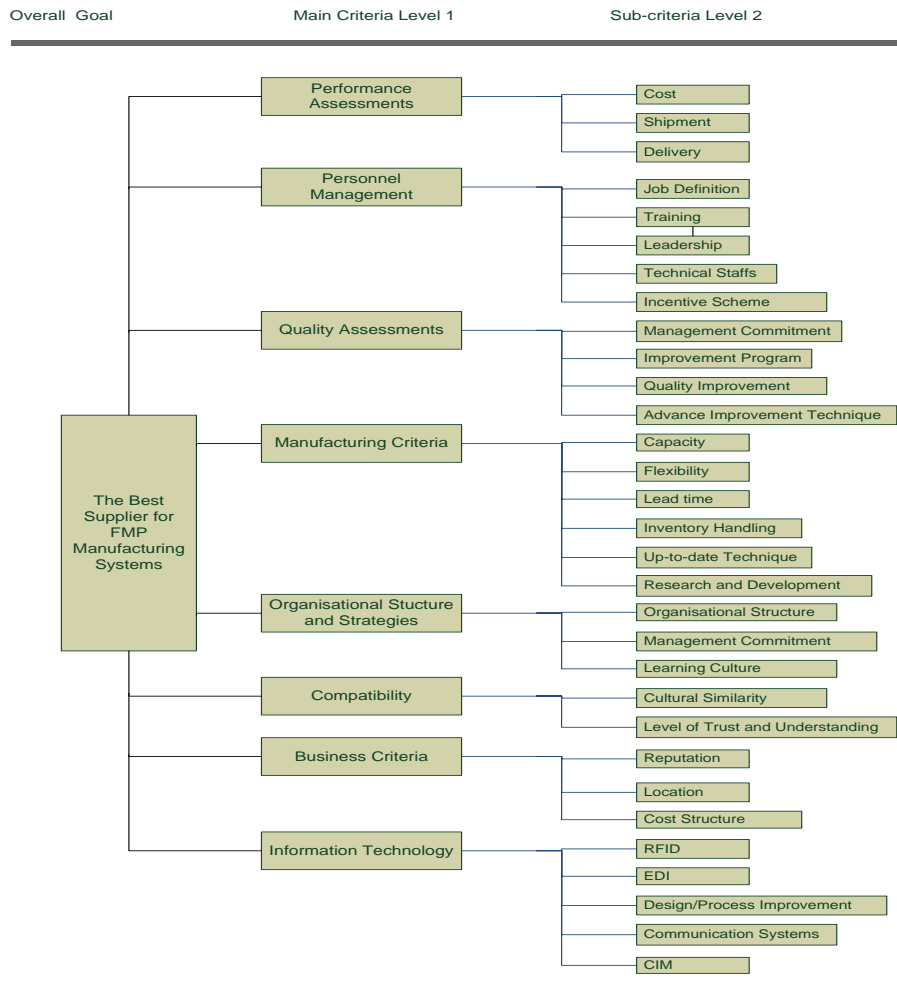 Overall Goal
Main Criteria Level 1
Sub-criteria Level 2
The Best
Supplier for
FMP
Manufacturing
Systems
Performance
Assessments
Cost
Shipment
Delivery
Personnel
Management
Job Definition
Training
Leadership
Technical Staffs
Incentive Scheme
Quality Assessments
Management Commitment
Improvement Program
Quality Improvement
Advance Improvement Technique
Manufacturing Criteria
Capacity
Flexibility
Lead time
Inventory Handling
Up-to-date Technique
Research and Development
Organisational Stucture
and Strategies
Organisational Structure
Management Commitment
Learning Culture
Compatibility
Cultural Similarity
Level of Trust and Understanding
Business Criteria
Reputation
Location
Cost Structure
Information Technology
RFID
EDI
Design/Process Improvement
Communication Systems
CIM